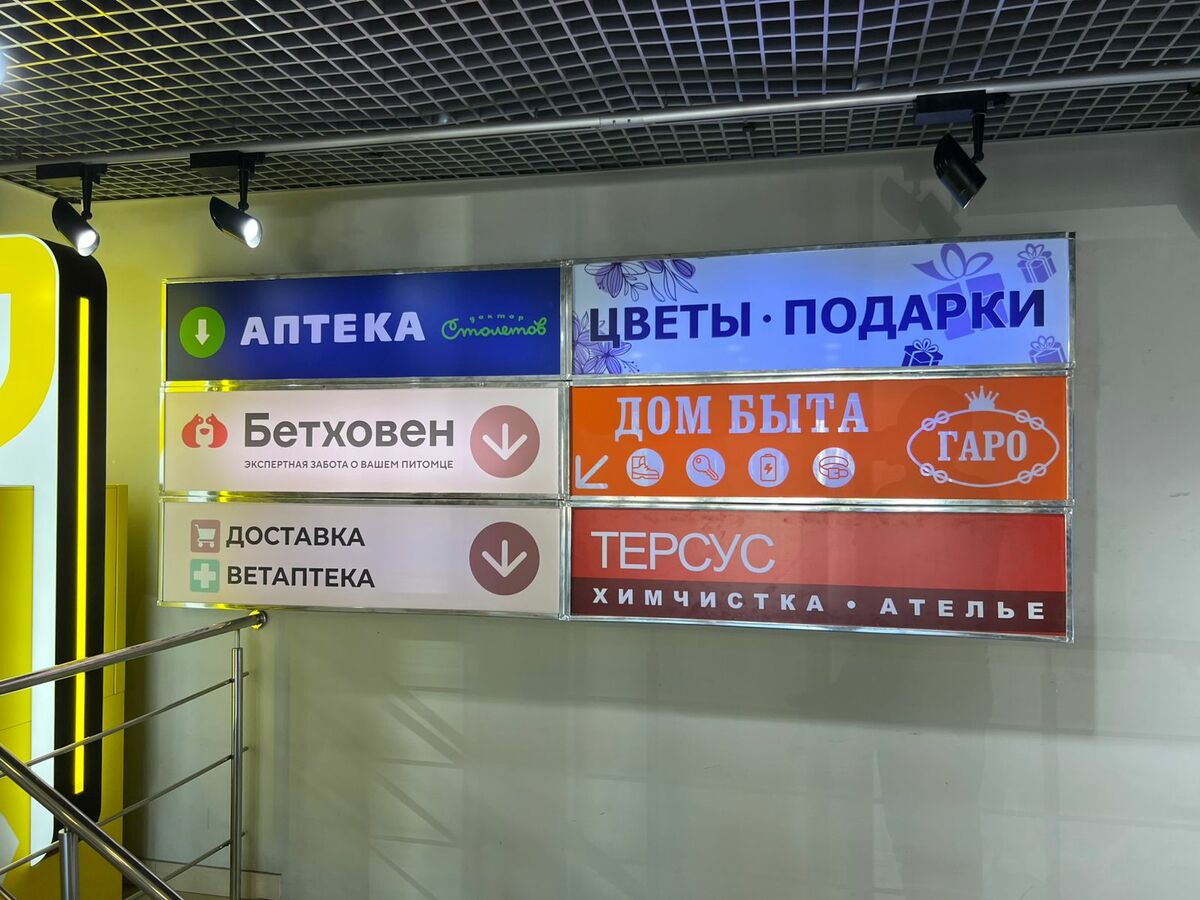 АПТЕКА
доктор
Столетов
ЦВЕТЫ · ПОДАРКИ
Бетховен
ЭКСПЕРТНАЯ ЗАБОТА О ВАШЕМ ПИТОМЦЕ
ДОМ БЫТА
ГАРО
ДОСТАВКА
ВЕТАПТЕКА
ТЕРСУС
ХИМЧИСТКА • АТЕЛЬЕ